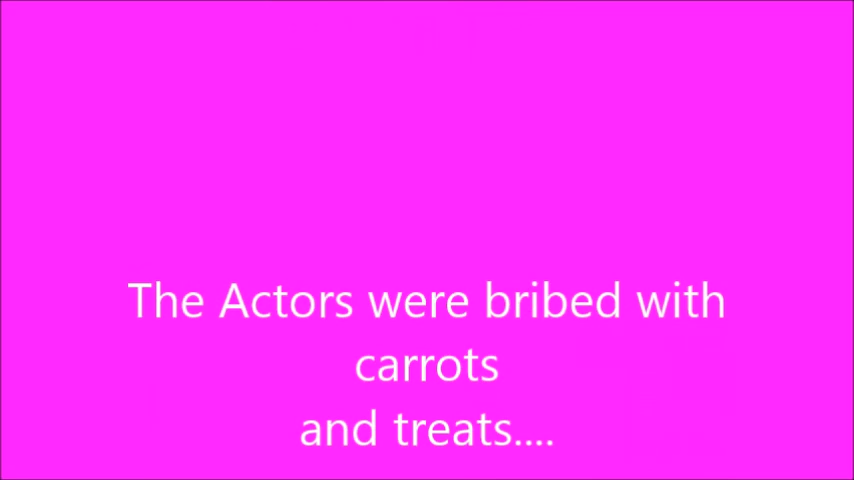 The Actors were bribed with
carrots
and treats....